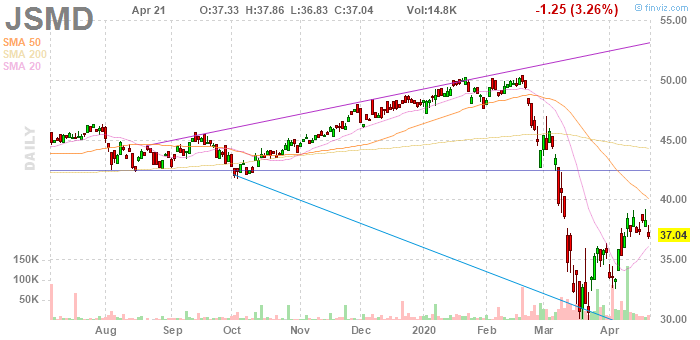 JSMD Apr 21 O:37.33 H:37.86 L:36.83 C:37.04 Vol:14.8K -1.25 (3.26%)
© finviz.com
SMA 50
SMA 200
SMA 20
DAILY
55.00
50.00
45.00
40.00
37.04
35.00
30.00
150K
100K
50K
Aug Sep Oct Nov Dec 2020 Feb Mar Apr